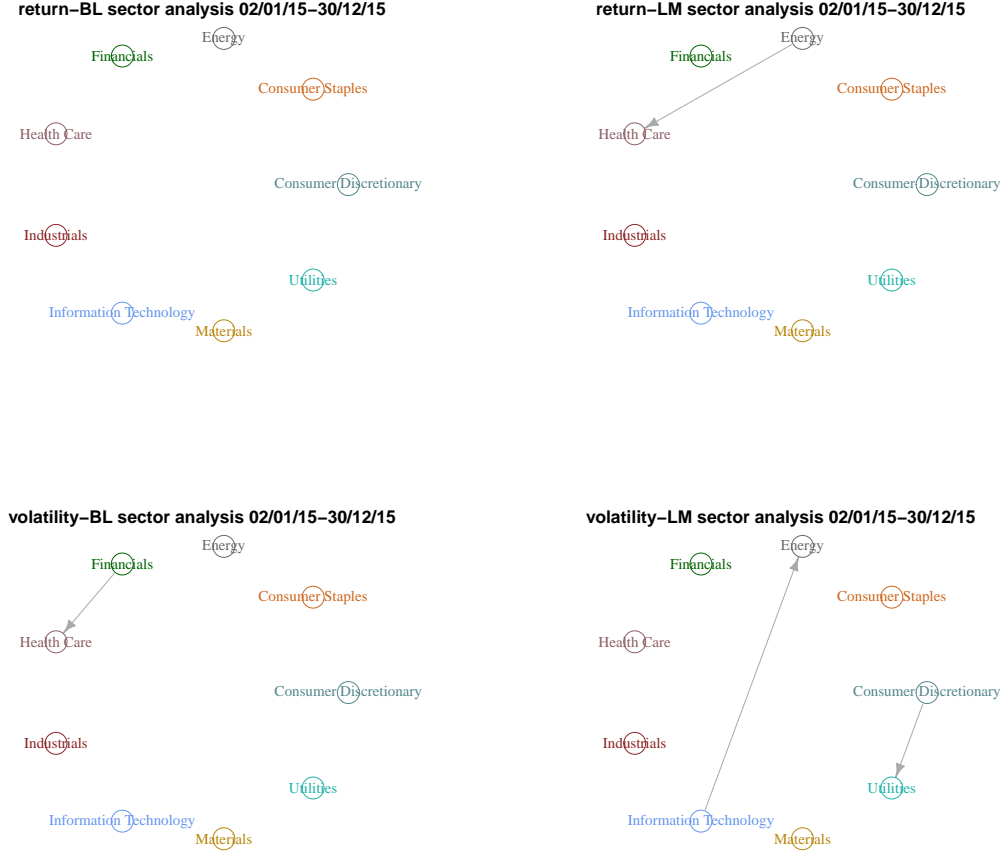 return−BL sector analysis 02/01/15−30/12/15
Energy
Financials
Consumer Staples
Health Care
Consumer Discretionary
Industrials
Utilities
Information Technology
Materials
return−LM sector analysis 02/01/15−30/12/15
Energy
Financials
Consumer Staples
Health Care
Consumer Discretionary
Industrials
Utilities
Information Technology
Materials
volatility−BL sector analysis 02/01/15−30/12/15
Energy
Financials
Consumer Staples
Health Care
Consumer Discretionary
Industrials
Utilities
Information Technology
Materials
volatility−LM sector analysis 02/01/15−30/12/15
Energy
Financials
Consumer Staples
Health Care
Consumer Discretionary
Industrials
Utilities
Information Technology
Materials